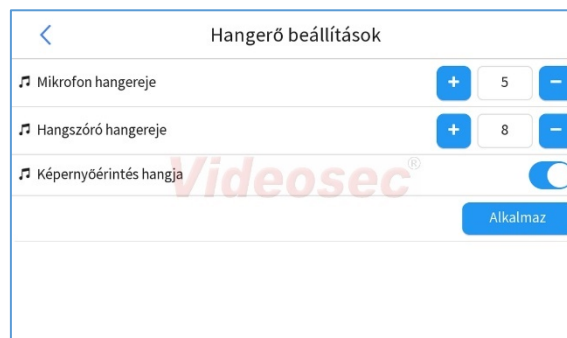 Hangerő beállítások
Mikrofon hangereje + 5 −
Hangszóró hangereje + 8 −
Képernyőérintés hangja
Videosec®
Alkalmaz